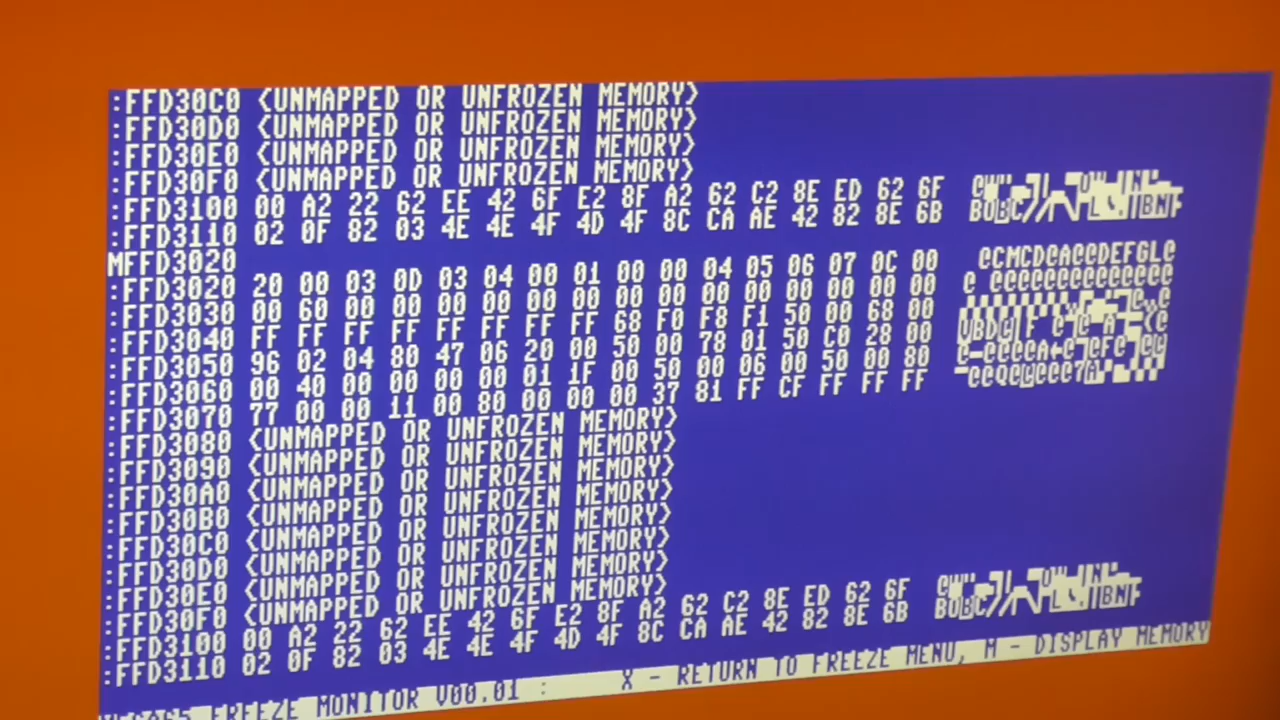 :FFD30C0 <UNMAPPED OR UNFROZEN MEMORY>
:FFD30D0 <UNMAPPED OR UNFROZEN MEMORY>
:FFD30E0 <UNMAPPED OR UNFROZEN MEMORY>
:FFD30F0 <UNMAPPED OR UNFROZEN MEMORY>
:FFD3100 00 A2 22 62 EE 42 6F E2 8F A2 62 C2 8E ED 62 6F
:FFD3110 02 0F 82 03 4E 4E 4F 4D 4F 8C CA AE 42 82 8E 6B
MFFD3020
:FFD3020 20 00 03 0D 03 04 00 01 00 00 04 05 06 07 0C 00 @CMCD@A@@DEFGL@
:FFD3030 00 60 00 00 00 00 00 00 00 00 00 00 00 00 00 00 @ @@@@@@@@@@@@@@
:FFD3040 FF FF FF FF FF FF FF FF 68 F0 F8 F1 50 00 68 00
:FFD3050 96 02 04 80 47 06 20 00 50 00 78 01 50 C0 28 00
:FFD3060 00 40 00 00 00 00 01 1F 00 50 00 06 00 50 00 80
:FFD3070 77 00 00 11 00 80 00 00 00 37 81 FF CF FF FF FF
:FFD3080 <UNMAPPED OR UNFROZEN MEMORY>
:FFD3090 <UNMAPPED OR UNFROZEN MEMORY>
:FFD30A0 <UNMAPPED OR UNFROZEN MEMORY>
:FFD30B0 <UNMAPPED OR UNFROZEN MEMORY>
:FFD30C0 <UNMAPPED OR UNFROZEN MEMORY>
:FFD30D0 <UNMAPPED OR UNFROZEN MEMORY>
:FFD30E0 <UNMAPPED OR UNFROZEN MEMORY>
:FFD30F0 <UNMAPPED OR UNFROZEN MEMORY>
:FFD3100 00 A2 22 62 EE 42 6F E2 8F A2 62 C2 8E ED 62 6F
:FFD3110 02 0F 82 03 4E 4E 4F 4D 4F 8C CA AE 42 82 8E 6B
MEGA65 FREEZE MONITOR V00.01 : X - RETURN TO FREEZE MENU, M - DISPLAY MEMORY